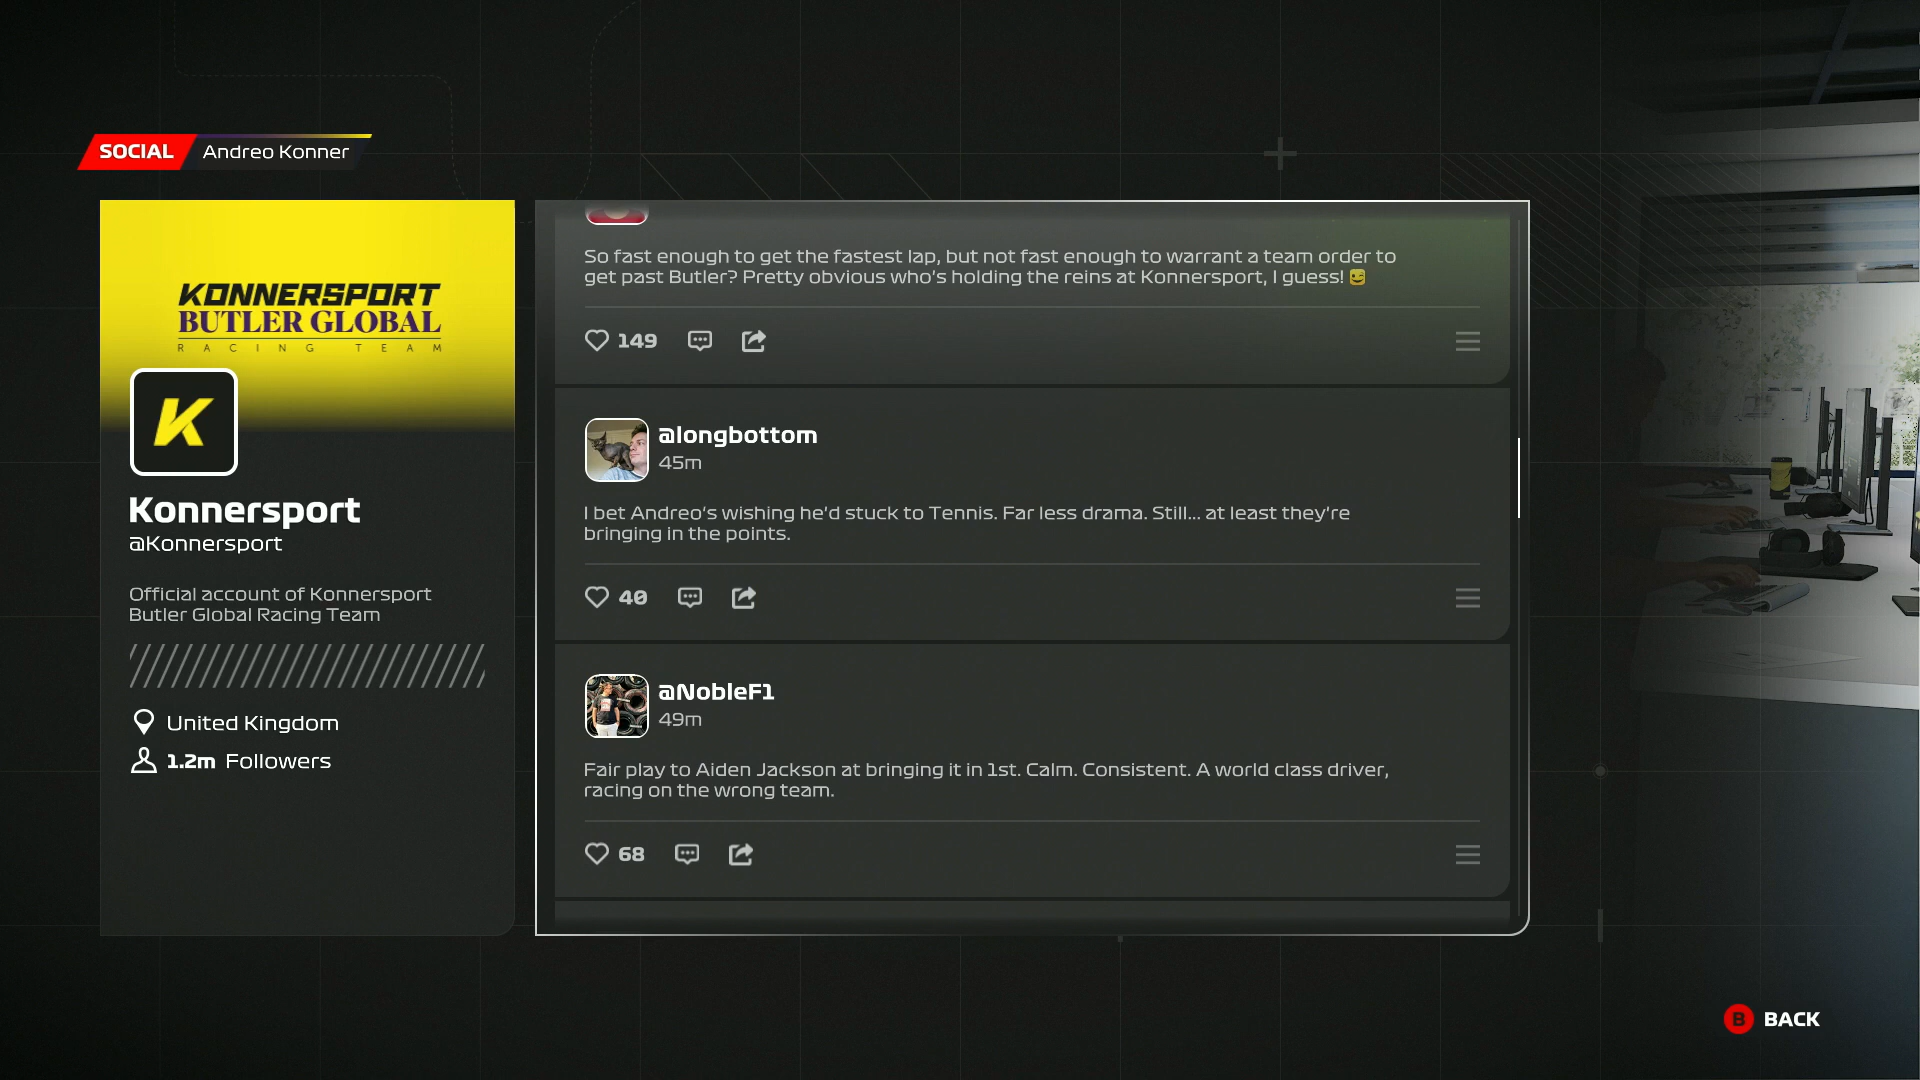 SOCIAL Andreo Konner
KONNERSPORT
BUTLER GLOBAL
RACING TEAM
K
Konnersport
@Konnersport
Official account of Konnersport
Butler Global Racing Team
United Kingdom
1.2m Followers
So fast enough to get the fastest lap, but not fast enough to warrant a team order to
get past Butler? Pretty obvious who's holding the reins at Konnersport, I guess! 😉
149
@longbottom
45m
I bet Andreo's wishing he'd stuck to Tennis. Far less drama. Still... at least they're
bringing in the points.
40
@NobleF1
49m
Fair play to Aiden Jackson at bringing it in 1st. Calm. Consistent. A world class driver,
racing on the wrong team.
68
B BACK